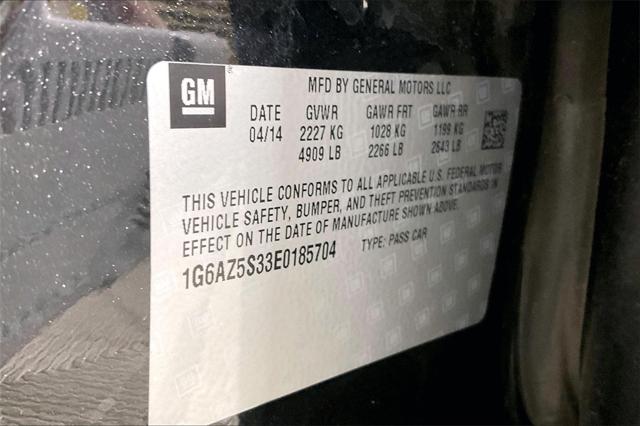 GM
MFD BY GENERAL MOTORS LLC
DATE GVWR GAWR FRT GAWR RR
04/14 2227 KG 1028 KG 1199 KG
4909 LB 2266 LB 2643 LB
THIS VEHICLE CONFORMS TO ALL APPLICABLE U.S. FEDERAL MOTOR
VEHICLE SAFETY, BUMPER, AND THEFT PREVENTION STANDARDS IN
EFFECT ON THE DATE OF MANUFACTURE SHOWN ABOVE.
1G6AZ5S33E0185704 TYPE: PASS CAR